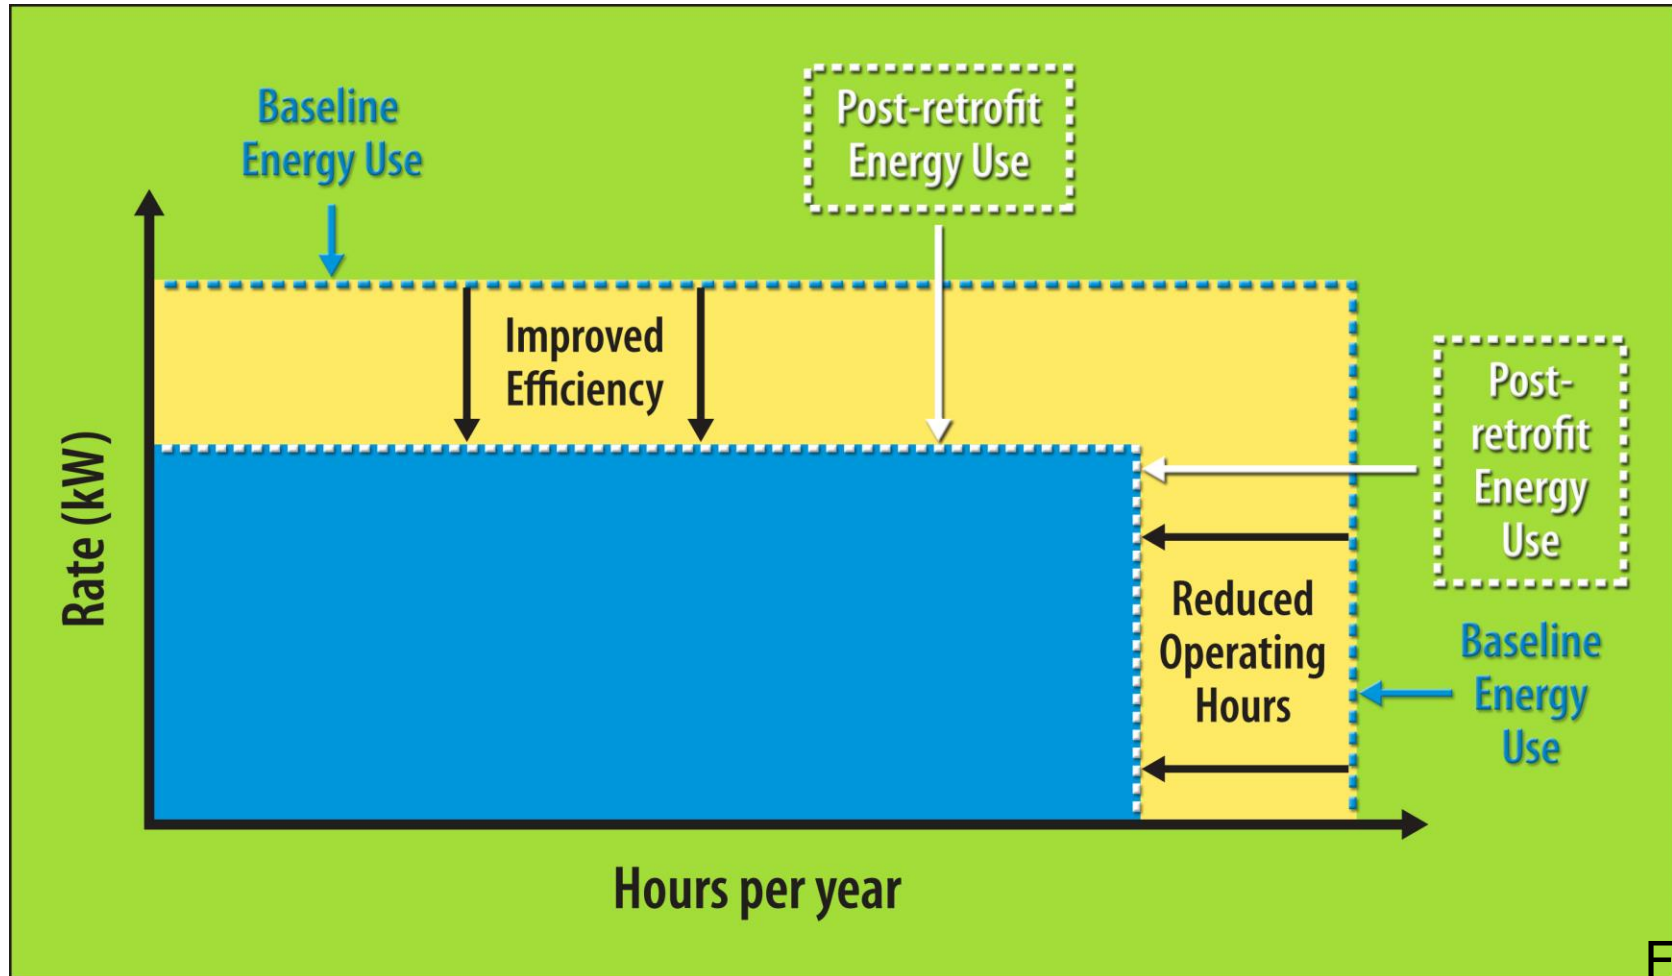 Baseline
Energy Use
Post-retrofit
Energy Use
Improved
Efficiency
Post-
retrofit
Energy
Use
Rate (kW)
Reduced
Operating
Hours
Baseline
Energy
Use
Hours per year